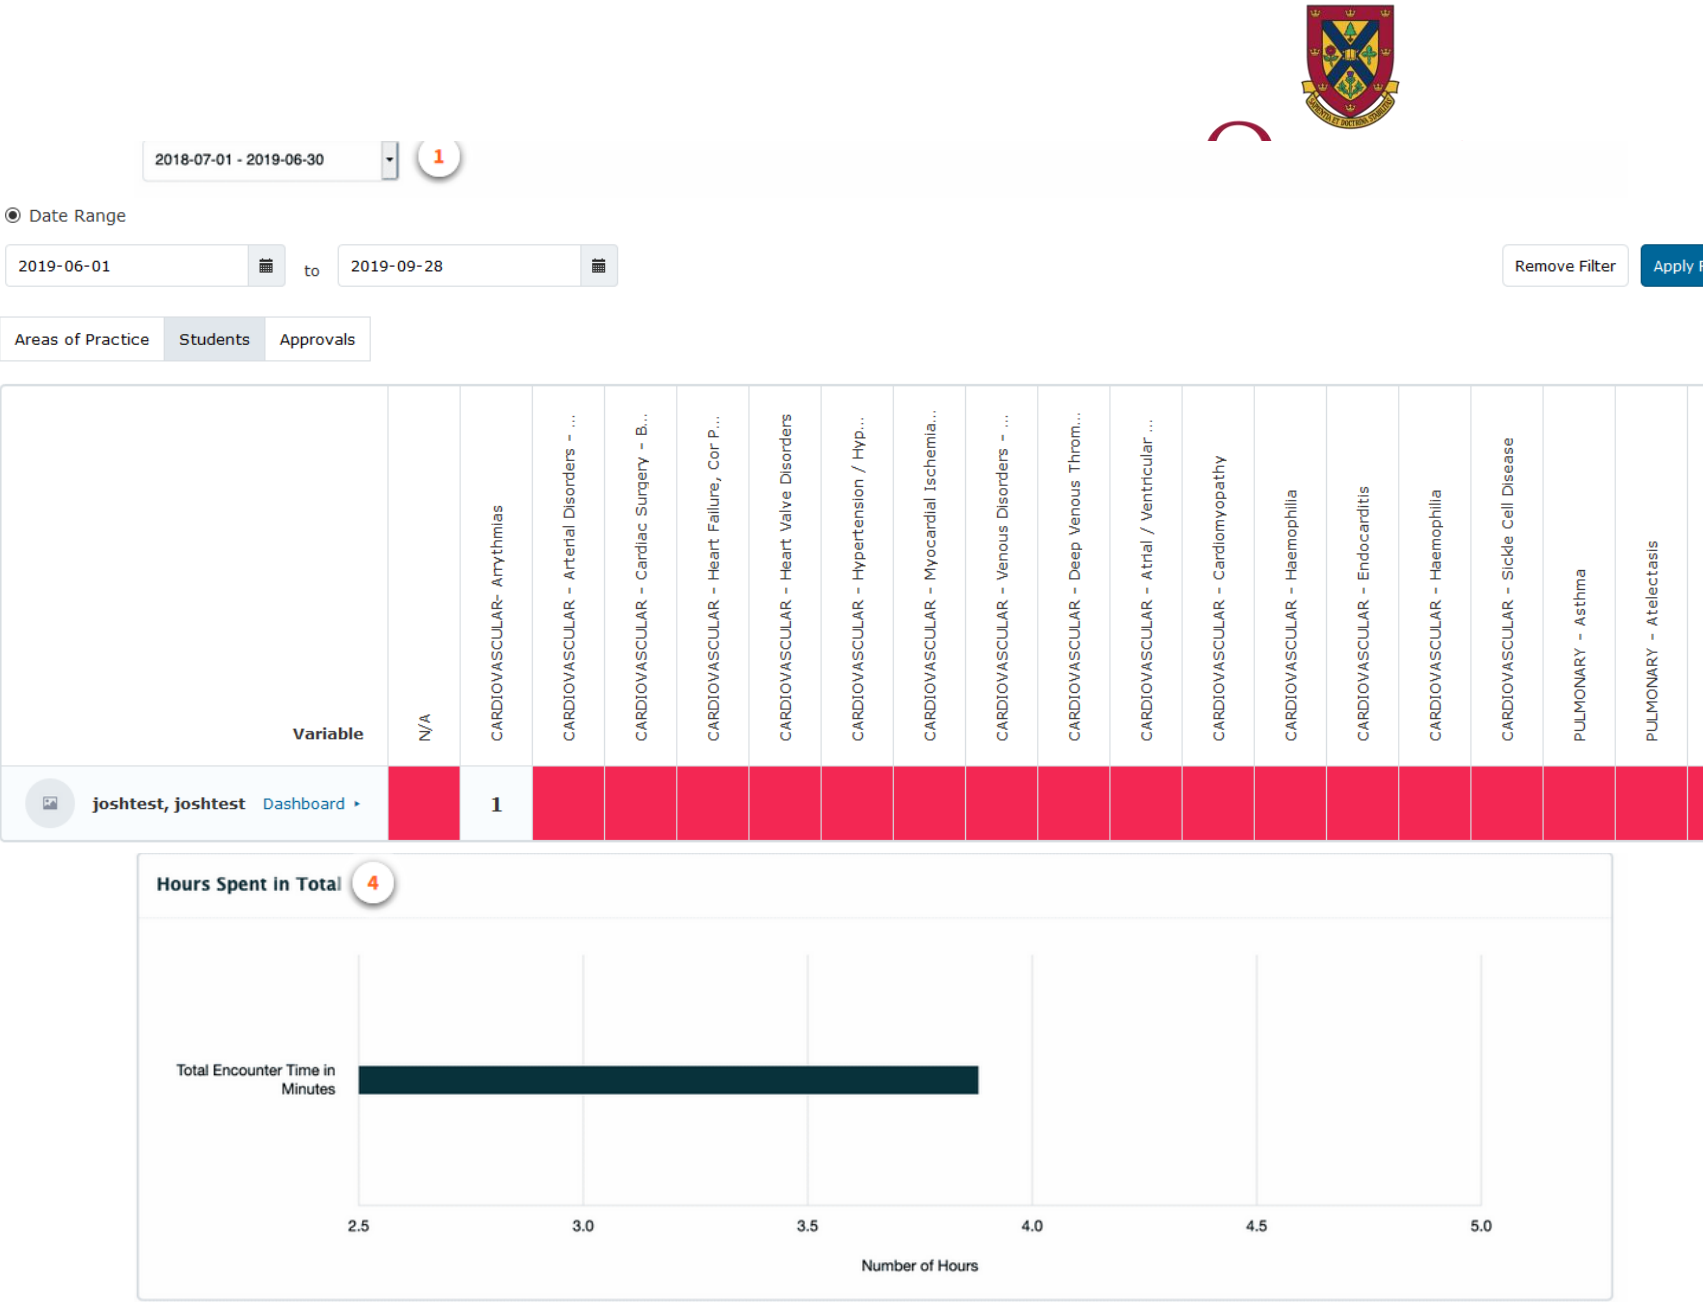 SAPIENTIA ET DOCTRINA STABILITAS
2018-07-01 - 2019-06-30
1
Date Range
2019-06-01
to
2019-09-28
Remove Filter
Apply F
Areas of Practice
Students
Approvals
Variable
N/A
CARDIOVASCULAR- Arrythmias
CARDIOVASCULAR - Arterial Disorders - ...
CARDIOVASCULAR - Cardiac Surgery - B...
CARDIOVASCULAR - Heart Failure, Cor P...
CARDIOVASCULAR - Heart Valve Disorders
CARDIOVASCULAR - Hypertension / Hyp...
CARDIOVASCULAR - Myocardial Ischemia...
CARDIOVASCULAR - Venous Disorders - ...
CARDIOVASCULAR - Deep Venous Throm...
CARDIOVASCULAR - Atrial / Ventricular ...
CARDIOVASCULAR - Cardiomyopathy
CARDIOVASCULAR - Haemophilia
CARDIOVASCULAR - Endocarditis
CARDIOVASCULAR - Haemophilia
CARDIOVASCULAR - Sickle Cell Disease
PULMONARY - Asthma
PULMONARY - Atelectasis
joshtest, joshtest Dashboard
1
Hours Spent in Total
4
Total Encounter Time in
Minutes
2.5 3.0 3.5 4.0 4.5 5.0
Number of Hours